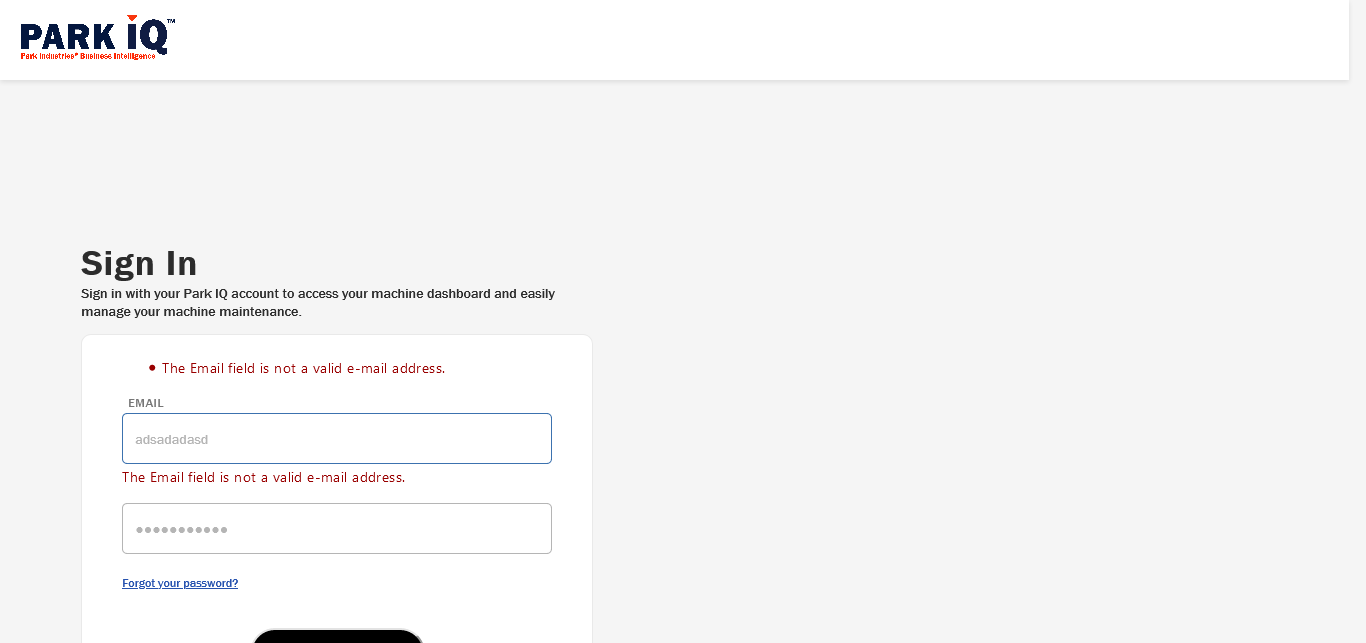 PARK iQ™
Park Industries® Business Intelligence
Sign In
Sign in with your Park IQ account to access your machine dashboard and easily
manage your machine maintenance.
• The Email field is not a valid e-mail address.
EMAIL
adsadadasd
The Email field is not a valid e-mail address.
•••••••••••
Forgot your password?